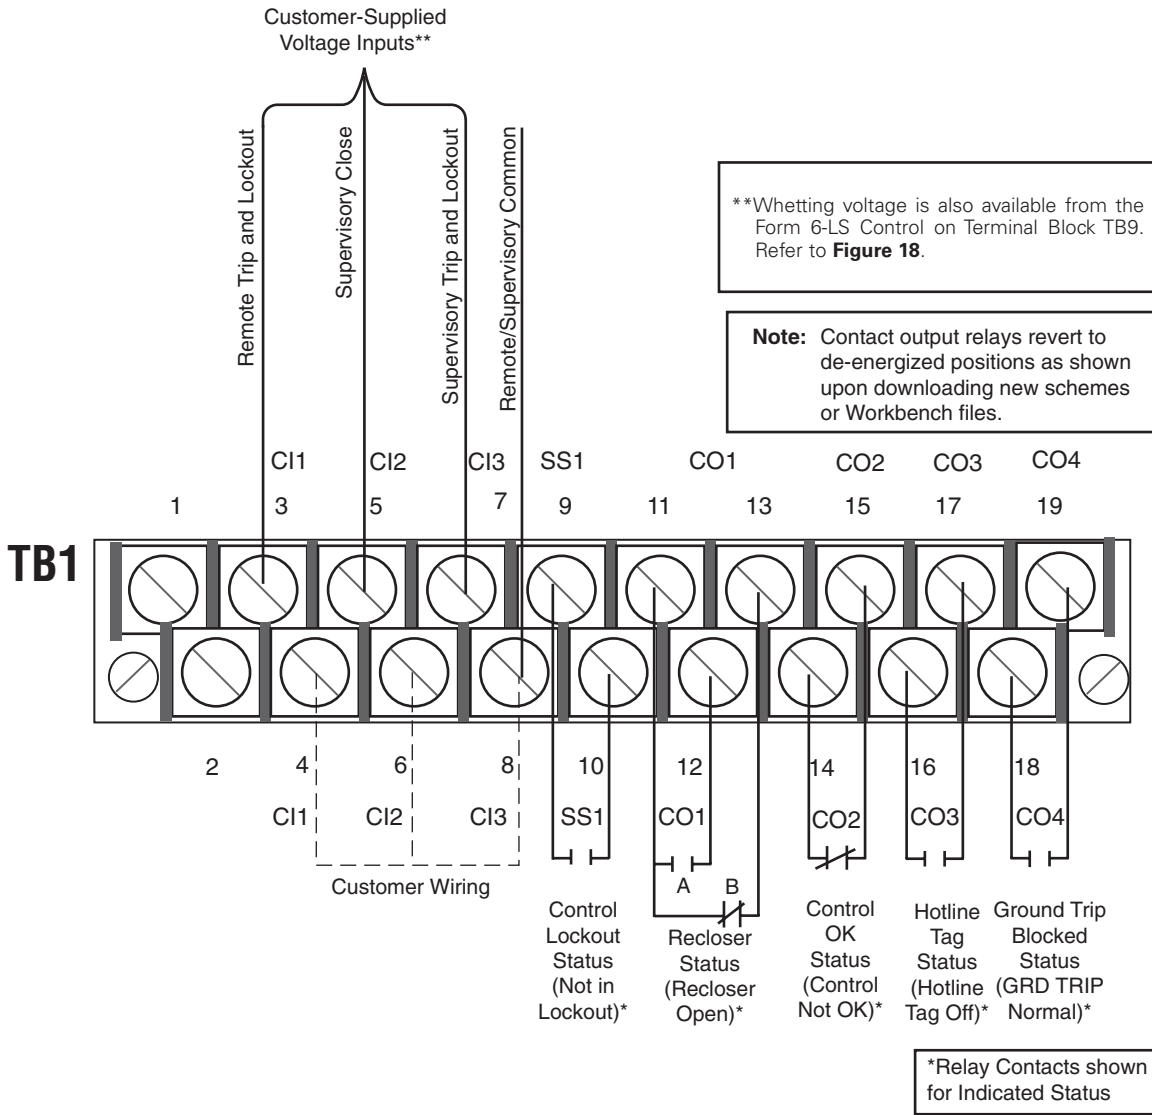 Customer-Supplied
Voltage Inputs**
Remote Trip and Lockout
Supervisory Close
Supervisory Trip and Lockout
Remote/Supervisory Common
**Whetting voltage is also available from the
Form 6-LS Control on Terminal Block TB9.
Refer to Figure 18.
Note: Contact output relays revert to
de-energized positions as shown
upon downloading new schemes
or Workbench files.
CI1 CI2 CI3 SS1 CO1 CO2 CO3 CO4
1 3 5 7 9 11 13 15 17 19
TB1
2 4 6 8 10 12 14 16 18
CI1 CI2 CI3 SS1 CO1 CO2 CO3 CO4
A B
Customer Wiring
Control
Lockout
Status
(Not in
Lockout)*
Recloser
Status
(Recloser
Open)*
Control
OK
Status
(Control
Not OK)*
Hotline
Tag
Status
(Hotline
Tag Off)*
Ground Trip
Blocked
Status
(GRD TRIP
Normal)*
*Relay Contacts shown
for Indicated Status